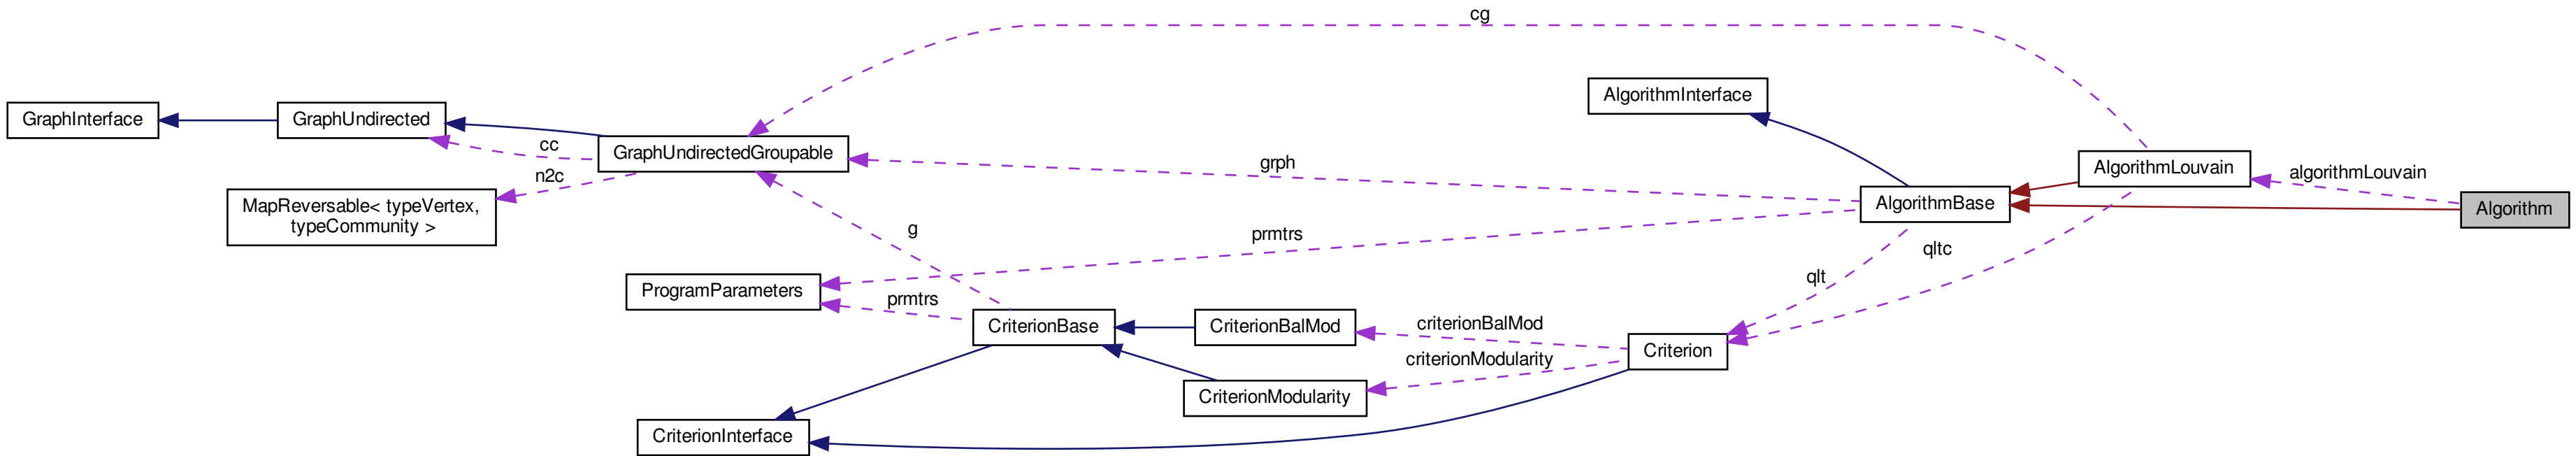 cg
AlgorithmInterface
GraphInterface
GraphUndirected
cc
GraphUndirectedGroupable
grph
AlgorithmLouvain
algorithmLouvain
n2c
MapReversable< typeVertex,
typeCommunity >
AlgorithmBase
Algorithm
g
prmtrs
qltc
qlt
ProgramParameters
prmtrs
CriterionBase
CriterionBalMod
criterionBalMod
Criterion
criterionModularity
CriterionModularity
CriterionInterface